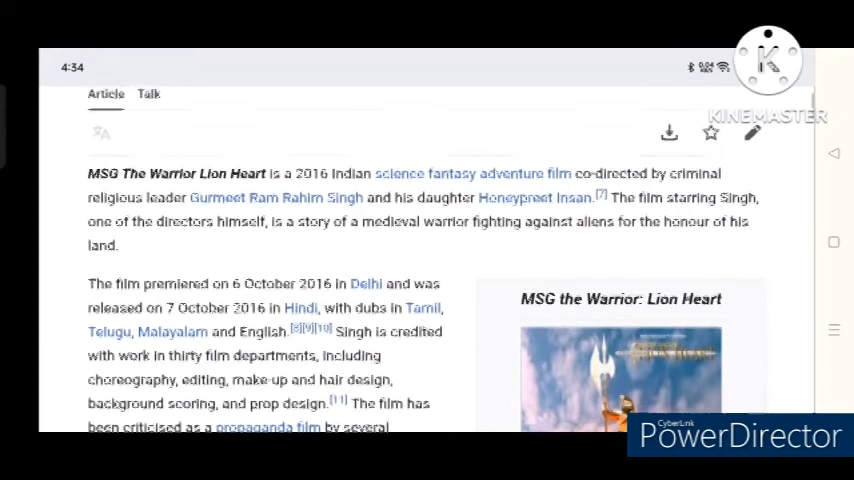 4:34
KINEMASTER
Article Talk
MSG The Warrior Lion Heart is a 2016 Indian science fantasy adventure film co-directed by criminal
religious leader Gurmeet Ram Rahim Singh and his daughter Honeypreet Insan.[7] The film starring Singh,
one of the directors himself, is a story of a medieval warrior fighting against aliens for the honour of his
land.
The film premiered on 6 October 2016 in Delhi and was
released on 7 October 2016 in Hindi, with dubs in Tamil,
Telugu, Malayalam and English.[8][9][10] Singh is credited
with work in thirty film departments, including
choreography, editing, make-up and hair design,
background scoring, and prop design.[11] The film has
been criticised as a propaganda film by several
MSG the Warrior: Lion Heart
CyberLink
PowerDirector